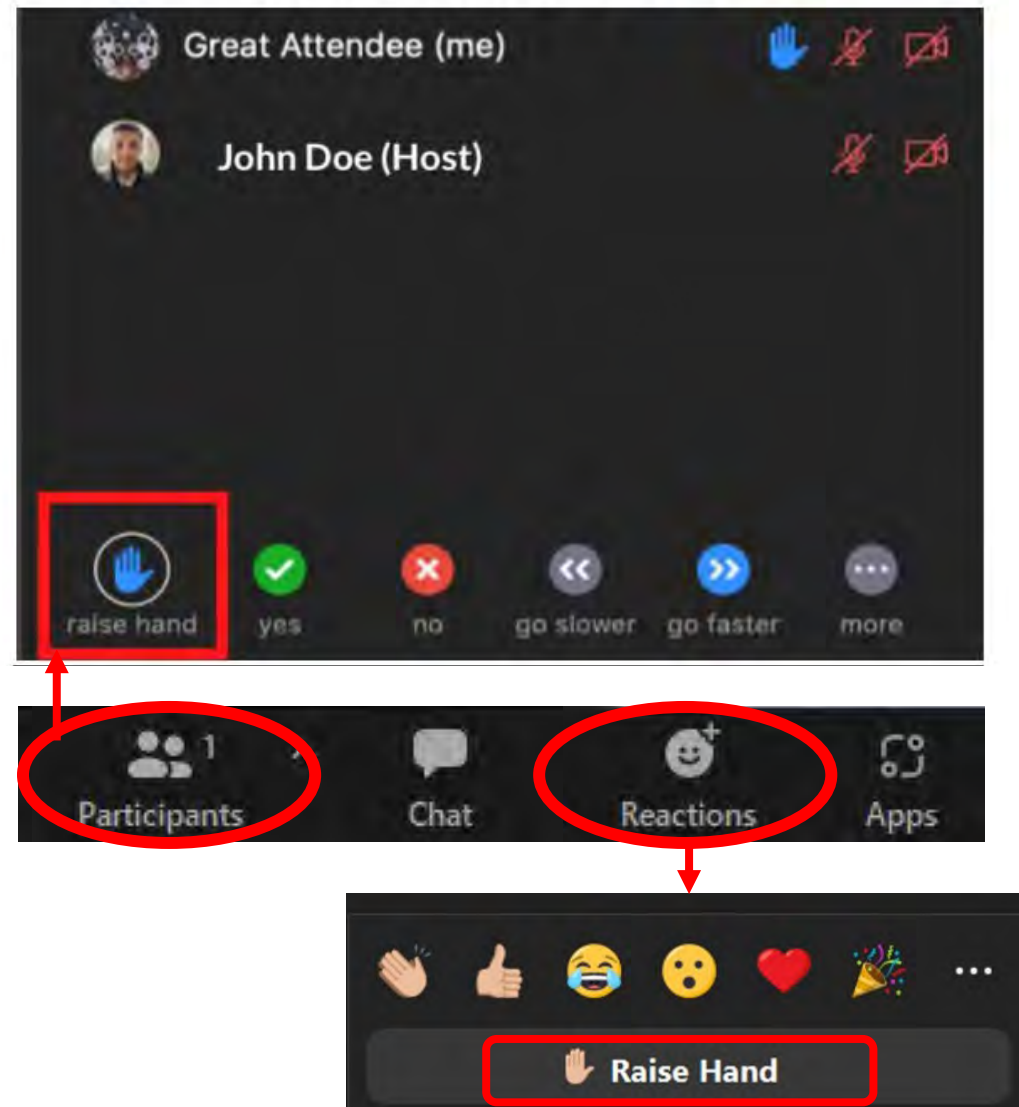 Great Attendee (me)
John Doe (Host)
raise hand yes no go slower go faster more
1
Participants Chat Reactions Apps
Raise Hand